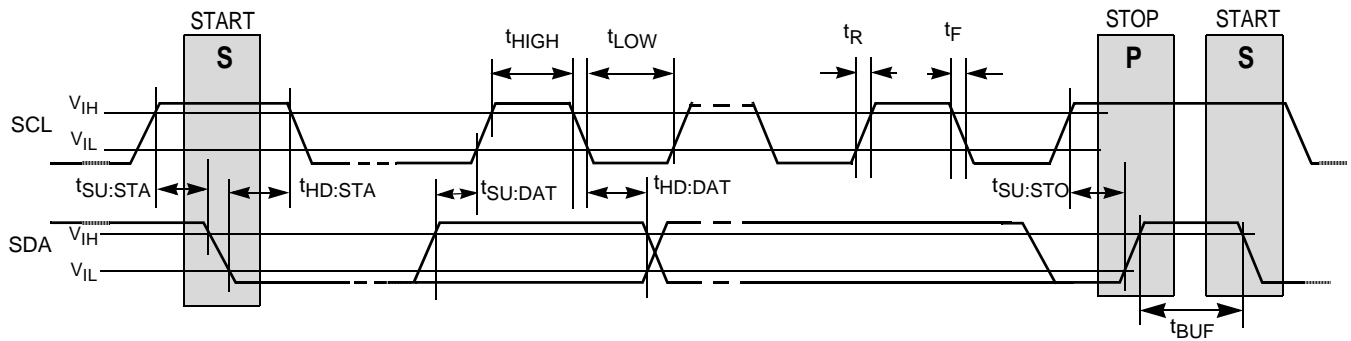 START STOP START
S P S
tHIGH tLOW tR tF
VIH
SCL
VIL
tSU:STA tHD:STA tSU:DAT tHD:DAT tSU:STO
VIH
SDA
VIL
tBUF